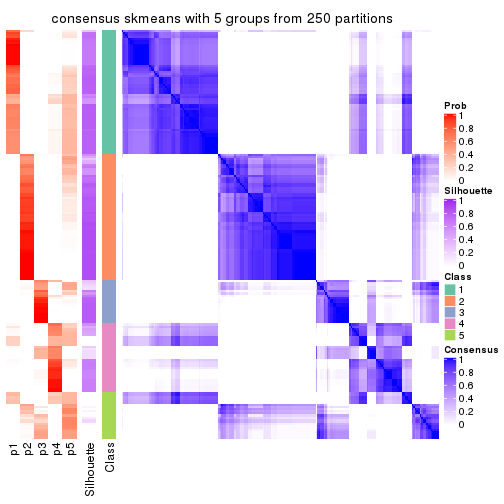 consensus skmeans with 5 groups from 250 partitions
Prob
1
0.8
0.6
0.4
0.2
0
Silhouette
1
0.8
0.6
0.4
0.2
0
Class
1
2
3
4
5
Consensus
1
0.8
0.6
0.4
0.2
0
p1
p2
p3
p4
p5
Silhouette
Class